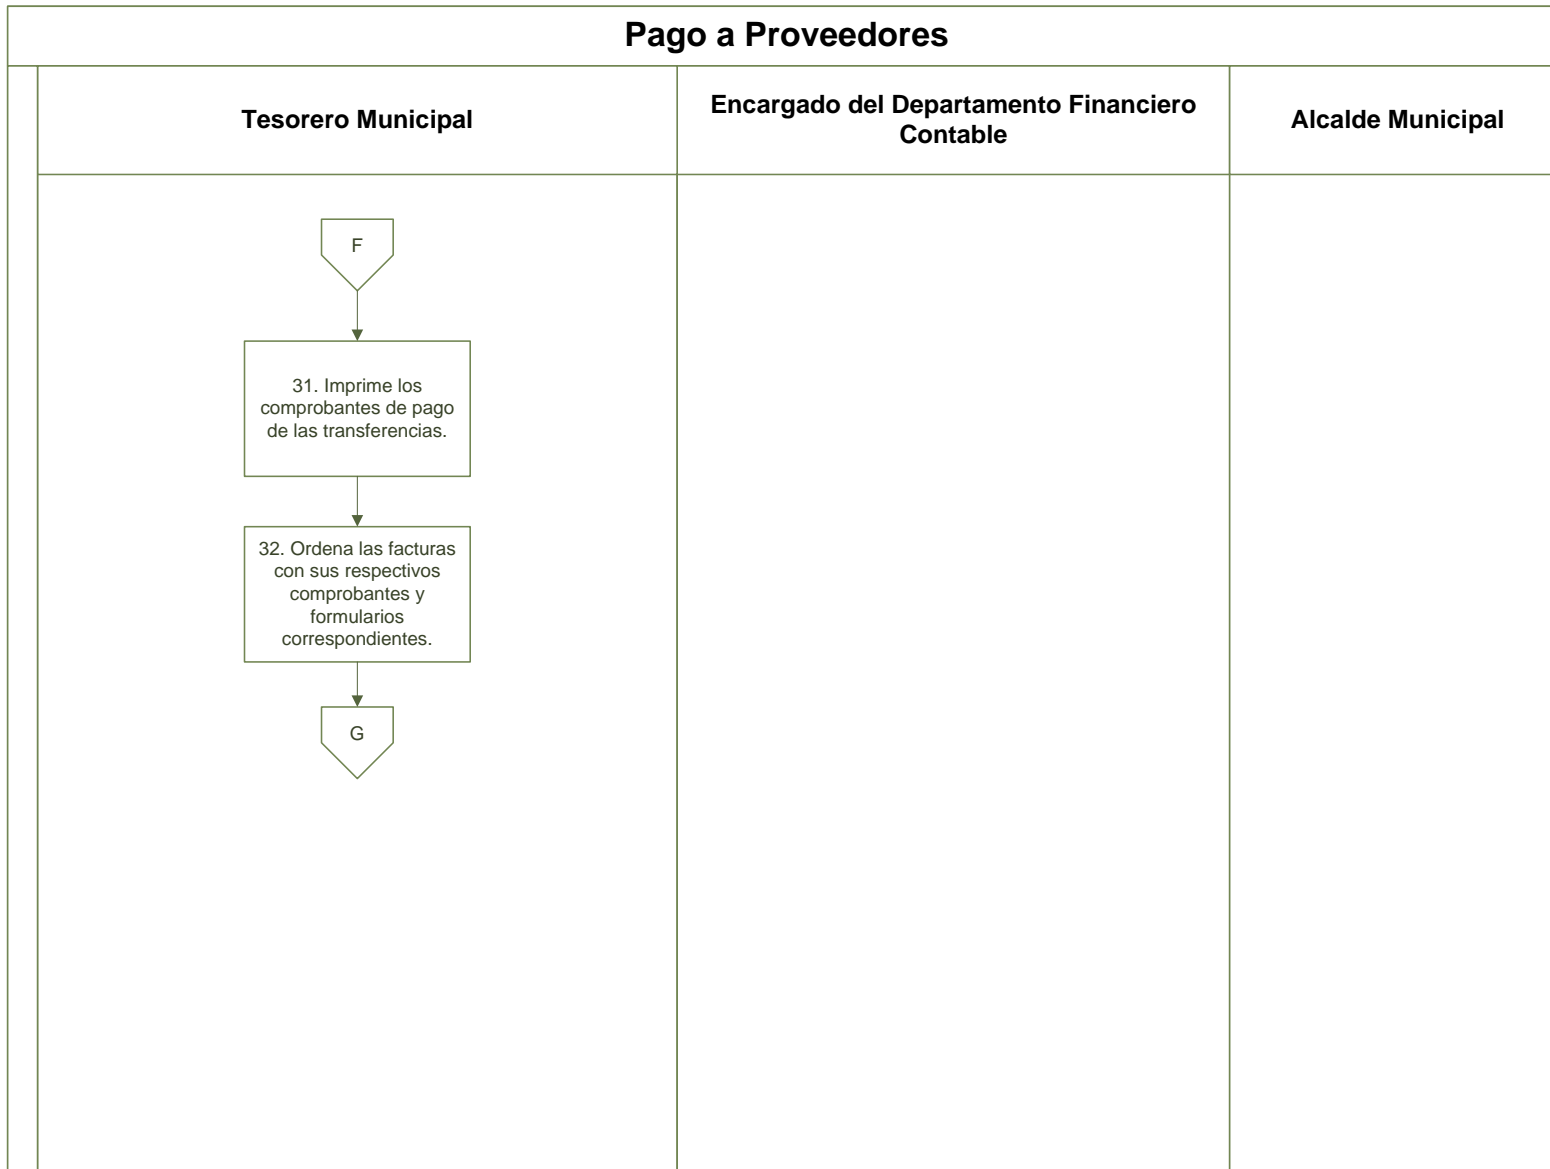 Pago a Proveedores
Tesorero Municipal
Encargado del Departamento Financiero
Contable
Alcalde Municipal
F
31. Imprime los
comprobantes de pago
de las transferencias.
32. Ordena las facturas
con sus respectivos
comprobantes y
formularios
correspondientes.
G